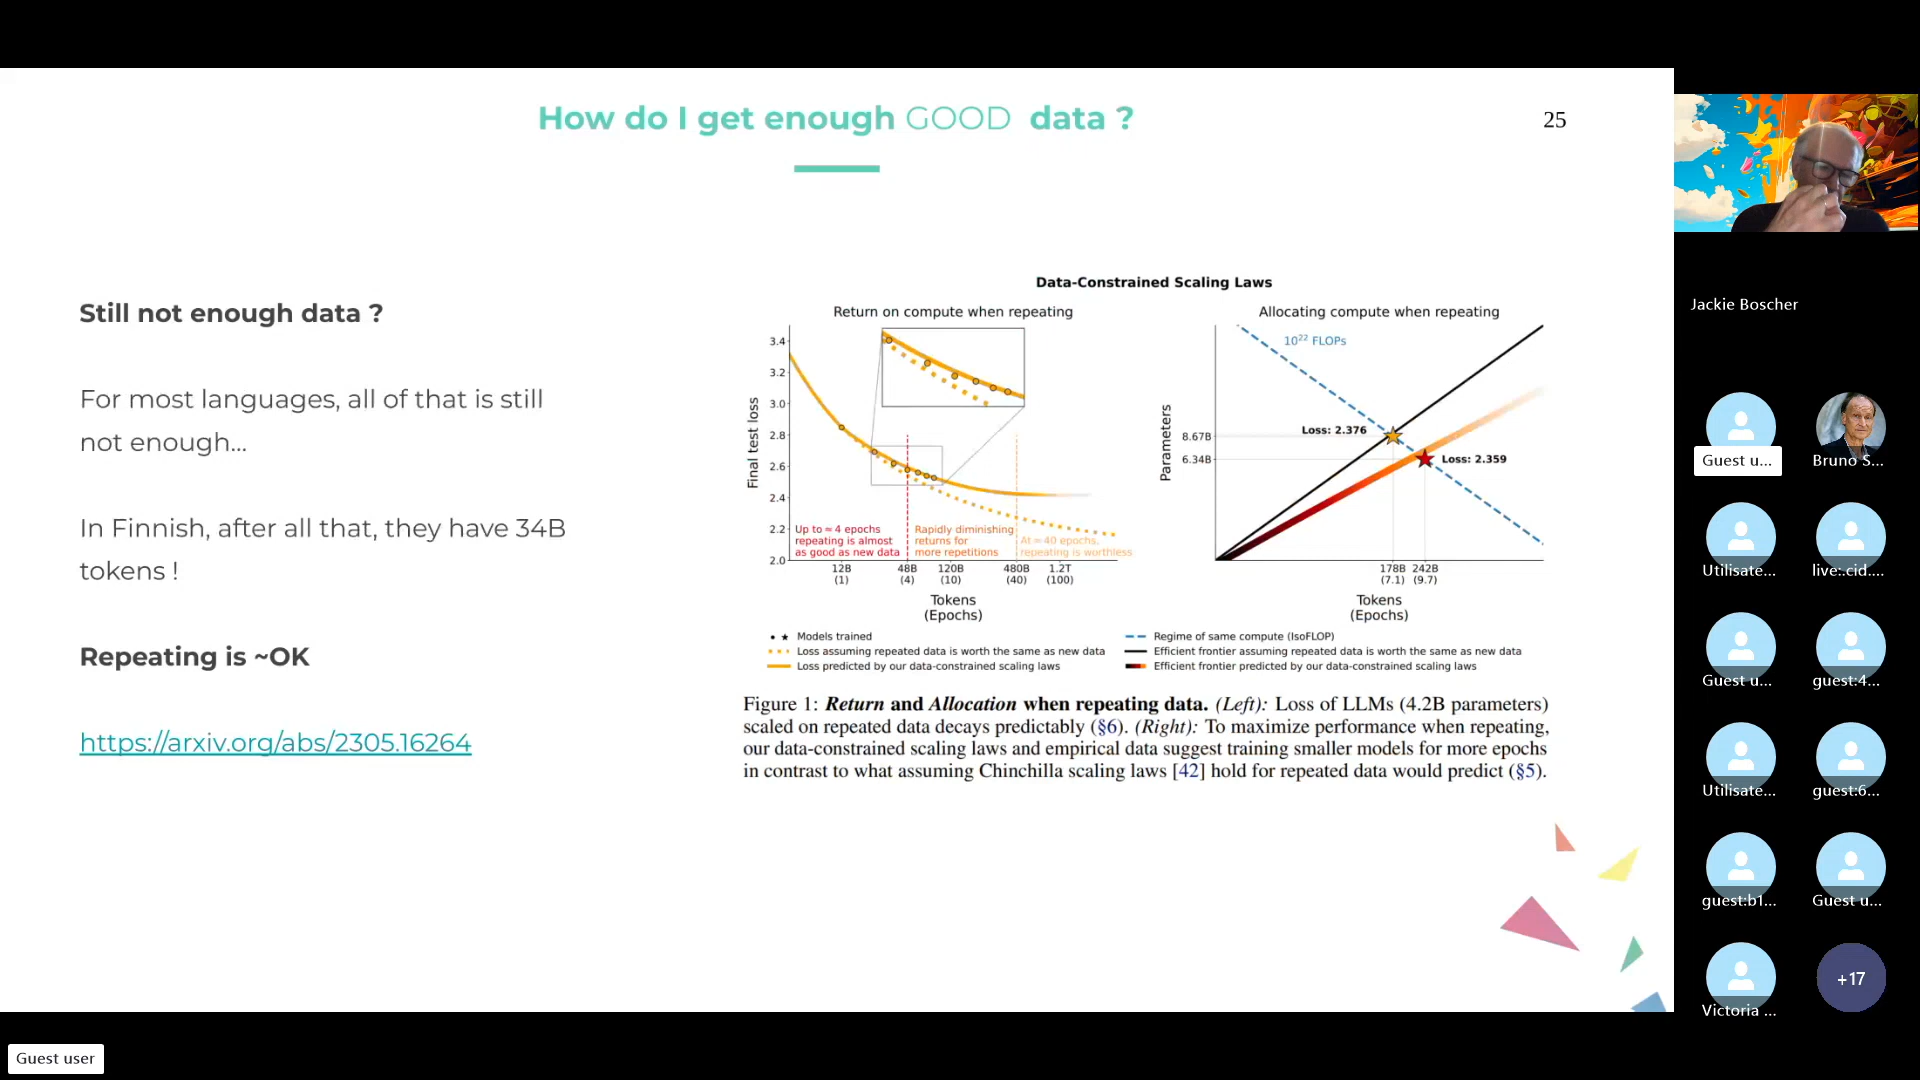 How do I get enough GOOD data ?
25
Still not enough data ?
For most languages, all of that is still
not enough...
In Finnish, after all that, they have 34B
tokens !
Repeating is ~OK
https://arxiv.org/abs/2305.16264
Data-Constrained Scaling Laws
Return on compute when repeating
Final test loss
3.4
3.2
3.0
2.8
2.6
2.4
2.2
2.0
Up to ≈ 4 epochs
repeating is almost
as good as new data
Rapidly diminishing
returns for
more repetitions
At ≈ 40 epochs,
repeating is worthless
12B 48B 120B 480B 1.2T
(1) (4) (10) (40) (100)
Tokens
(Epochs)
Allocating compute when repeating
Parameters
10²² FLOPs
Loss: 2.376
8.67B
6.34B
Loss: 2.359
178B 242B
(7.1) (9.7)
Tokens
(Epochs)
Models trained
Loss assuming repeated data is worth the same as new data
Loss predicted by our data-constrained scaling laws
Regime of same compute (IsoFLOP)
Efficient frontier assuming repeated data is worth the same as new data
Efficient frontier predicted by our data-constrained scaling laws
Figure 1: Return and Allocation when repeating data. (Left): Loss of LLMs (4.2B parameters)
scaled on repeated data decays predictably (§6). (Right): To maximize performance when repeating,
our data-constrained scaling laws and empirical data suggest training smaller models for more epochs
in contrast to what assuming Chinchilla scaling laws [42] hold for repeated data would predict (§5).
Jackie Boscher
Guest u...
Bruno S...
Utilisate...
live:.cid....
Guest u...
guest:4...
Utilisate...
guest:6...
guest:b1...
Guest u...
Victoria ...
+17
Guest user